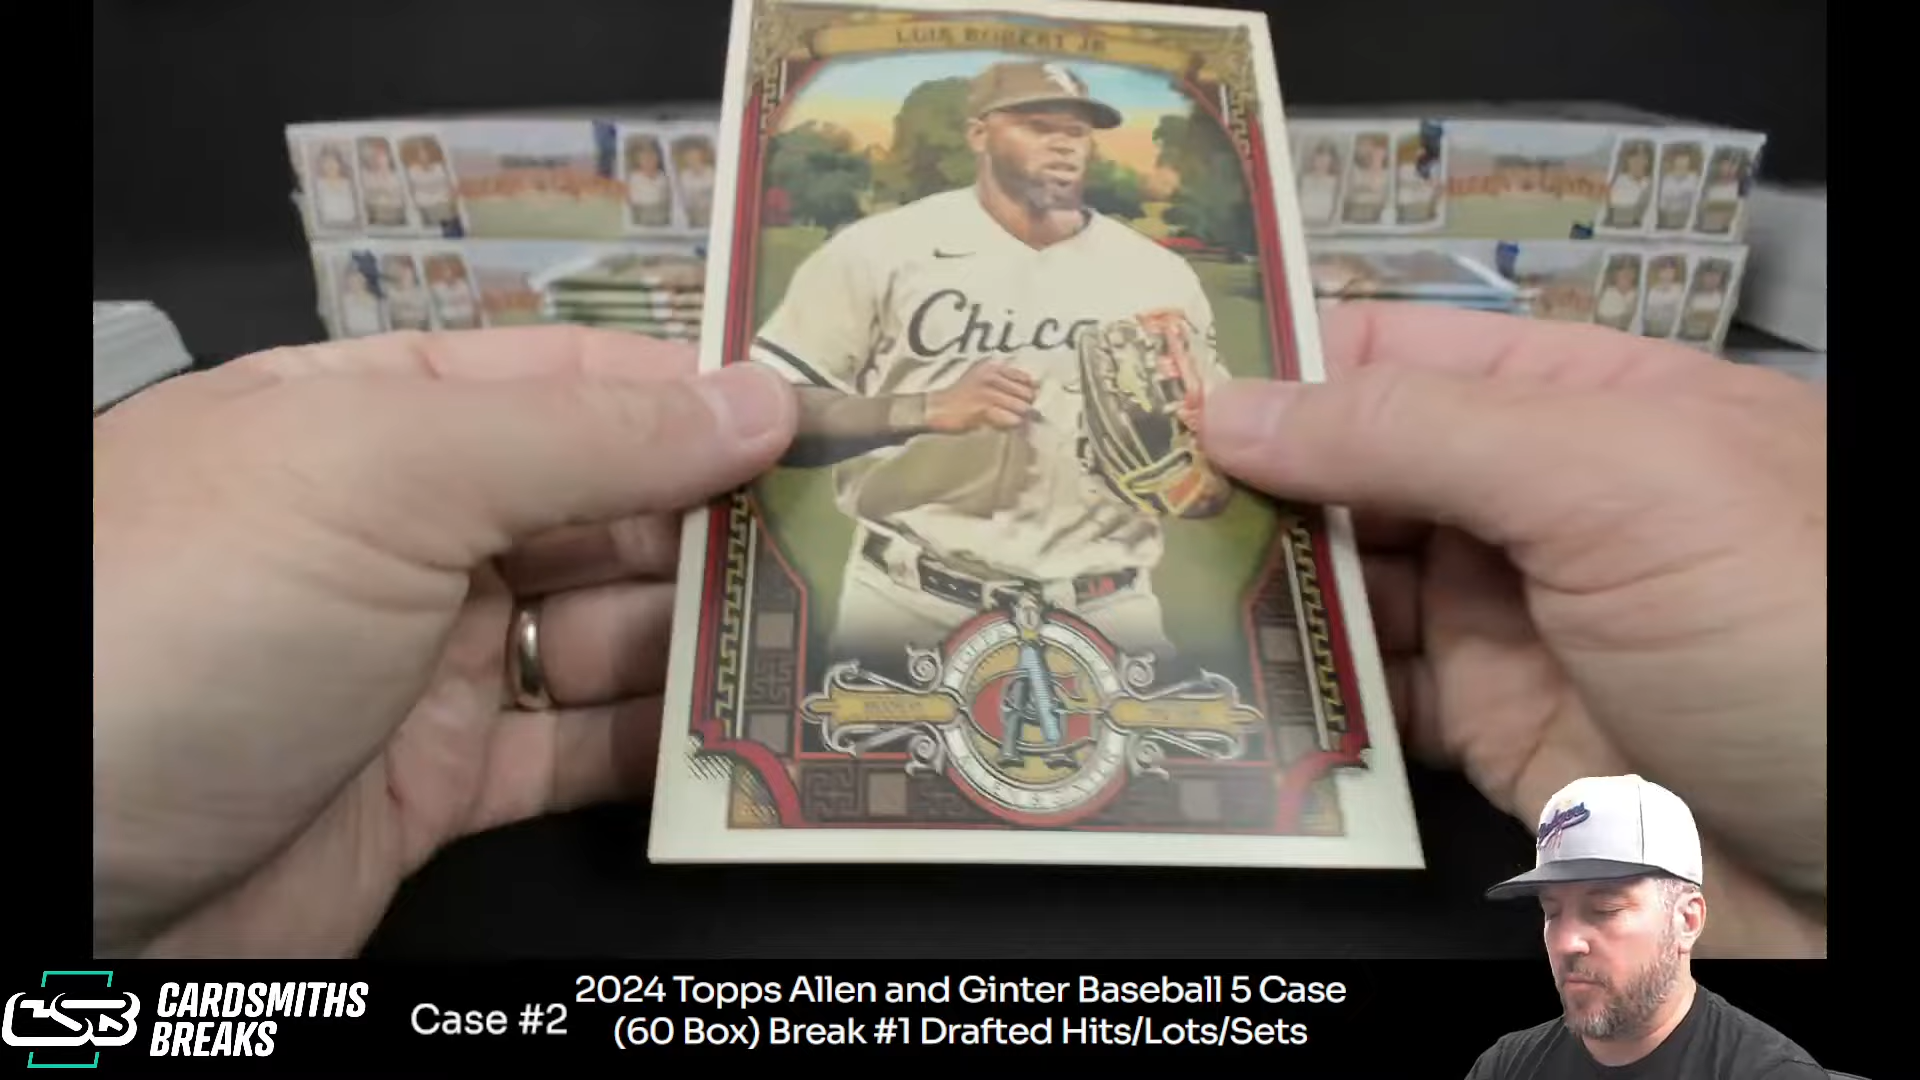 LUIS ROBERT JR
Chica
CARDSMITHS
BREAKS
CSB
Case #2
2024 Topps Allen and Ginter Baseball 5 Case
(60 Box) Break #1 Drafted Hits/Lots/Sets